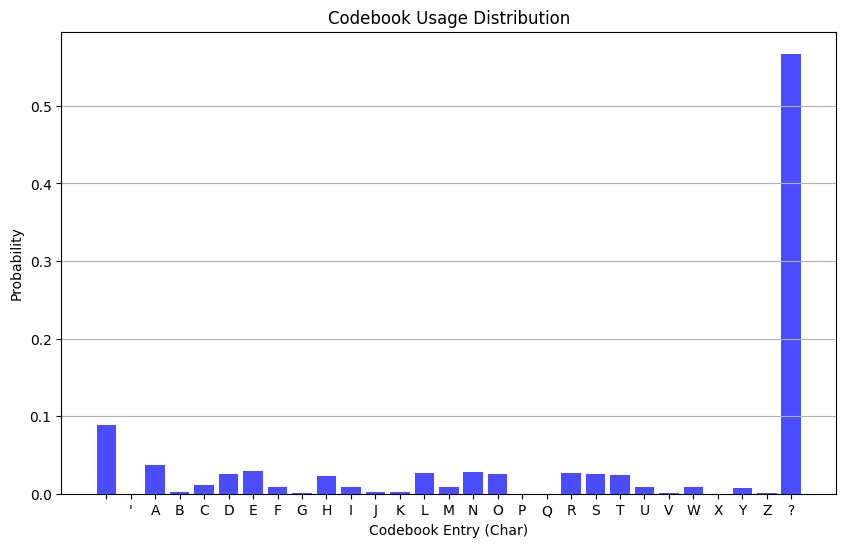 Codebook Usage Distribution
Probability
0.5
0.4
0.3
0.2
0.1
0.0
' A B C D E F G H I J K L M N O P Q R S T U V W X Y Z ?
Codebook Entry (Char)